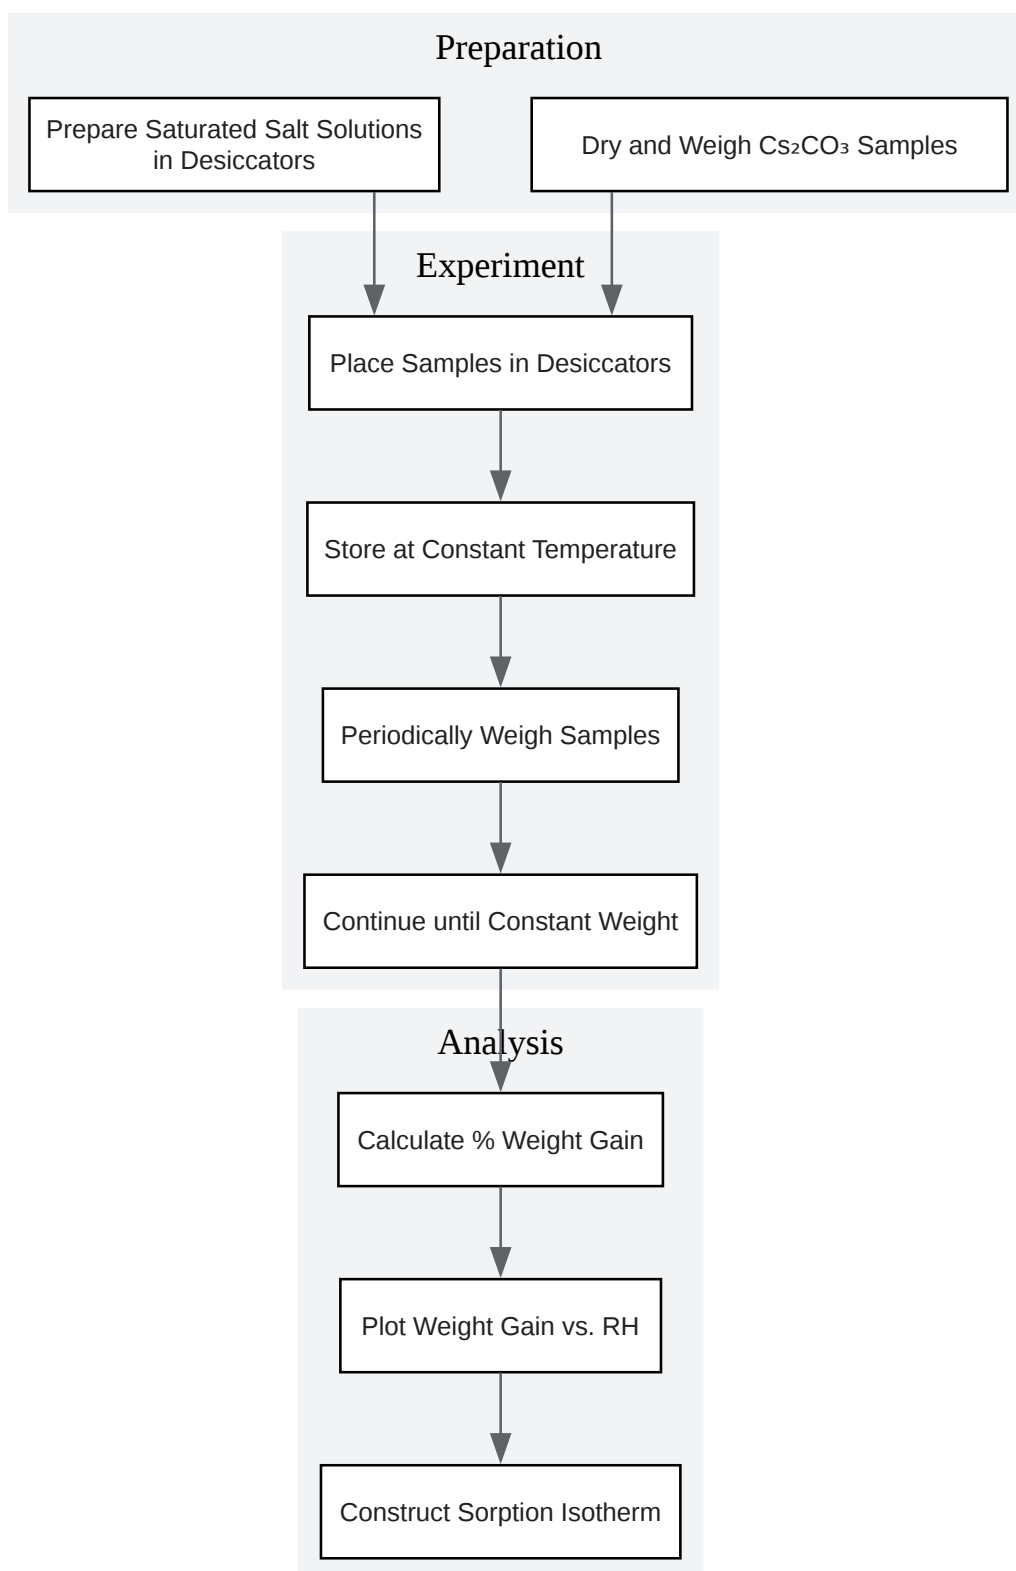 Preparation
Prepare Saturated Salt Solutions
in Desiccators
Dry and Weigh Cs₂CO₃ Samples
Experiment
Place Samples in Desiccators
Store at Constant Temperature
Periodically Weigh Samples
Continue until Constant Weight
Analysis
Calculate % Weight Gain
Plot Weight Gain vs. RH
Construct Sorption Isotherm